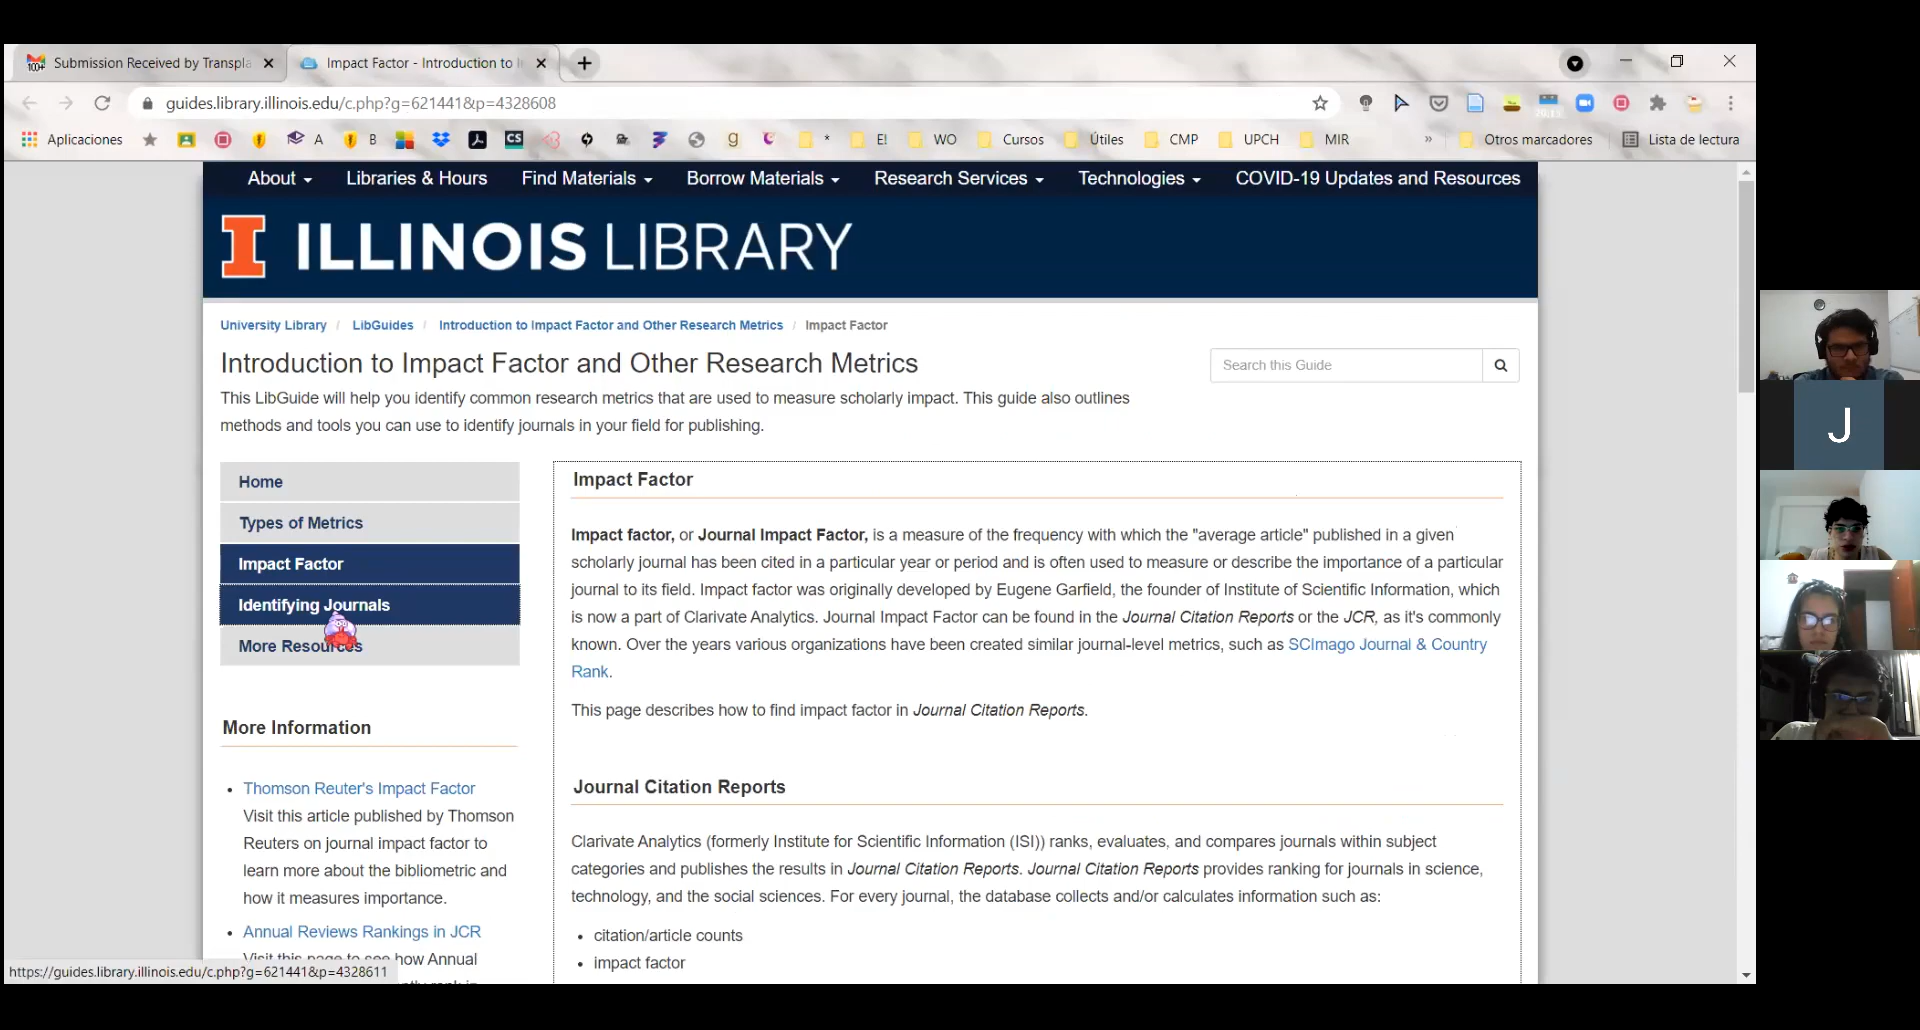 Submission Received by Transpla
Impact Factor - Introduction to I
guides.library.illinois.edu/c.php?g=621441&p=4328608
Aplicaciones
A
B
CS
g
*
E!
WO
Cursos
Útiles
CMP
UPCH
MIR
»
Otros marcadores
Lista de lectura
About
Libraries & Hours
Find Materials
Borrow Materials
Research Services
Technologies
COVID-19 Updates and Resources
I ILLINOIS LIBRARY
University Library / LibGuides / Introduction to Impact Factor and Other Research Metrics / Impact Factor
Introduction to Impact Factor and Other Research Metrics
Search this Guide
This LibGuide will help you identify common research metrics that are used to measure scholarly impact. This guide also outlines
methods and tools you can use to identify journals in your field for publishing.
Home
Types of Metrics
Impact Factor
Identifying Journals
More Resources
More Information
• Thomson Reuter's Impact Factor
Visit this article published by Thomson
Reuters on journal impact factor to
learn more about the bibliometric and
how it measures importance.
• Annual Reviews Rankings in JCR
Visit this page to see how Annual
https://guides.library.illinois.edu/c.php?g=621441&p=4328611
Impact Factor
Impact factor, or Journal Impact Factor, is a measure of the frequency with which the "average article" published in a given
scholarly journal has been cited in a particular year or period and is often used to measure or describe the importance of a particular
journal to its field. Impact factor was originally developed by Eugene Garfield, the founder of Institute of Scientific Information, which
is now a part of Clarivate Analytics. Journal Impact Factor can be found in the Journal Citation Reports or the JCR, as it's commonly
known. Over the years various organizations have been created similar journal-level metrics, such as SCImago Journal & Country
Rank.
This page describes how to find impact factor in Journal Citation Reports.
Journal Citation Reports
Clarivate Analytics (formerly Institute for Scientific Information (ISI)) ranks, evaluates, and compares journals within subject
categories and publishes the results in Journal Citation Reports. Journal Citation Reports provides ranking for journals in science,
technology, and the social sciences. For every journal, the database collects and/or calculates information such as:
• citation/article counts
• impact factor
J